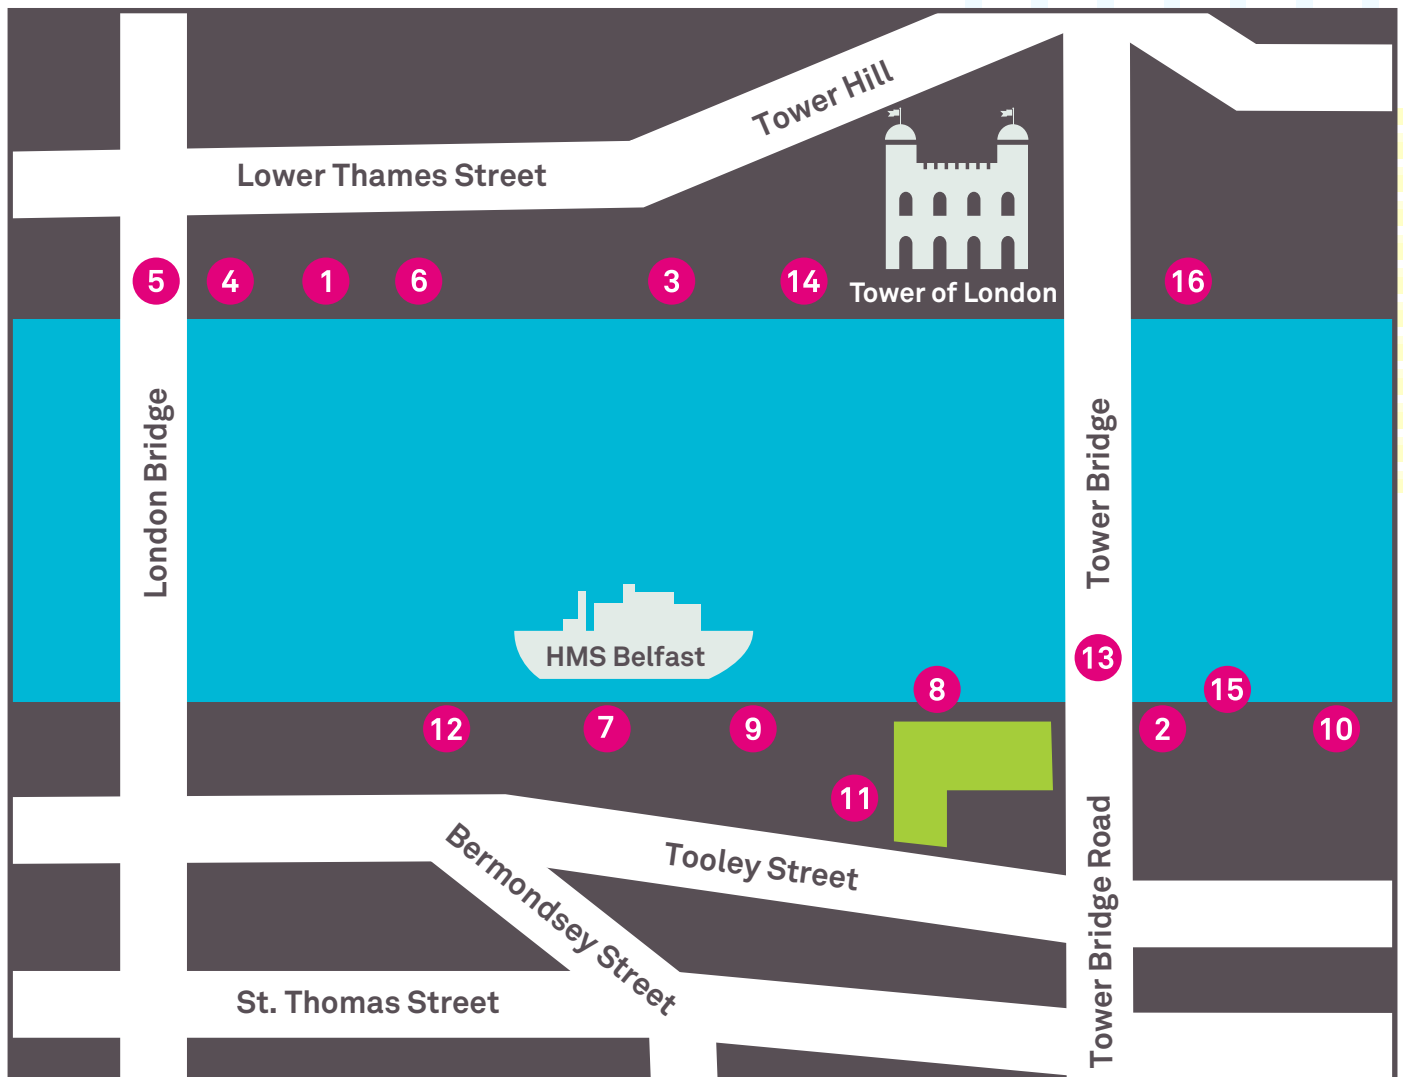 Tower Hill
Lower Thames Street
5
4
1
6
3
14
16
Tower of London
London Bridge
Tower Bridge
HMS Belfast
13
8
15
12
7
9
2
10
11
Tooley Street
Bermondsey Street
Tower Bridge Road
St. Thomas Street